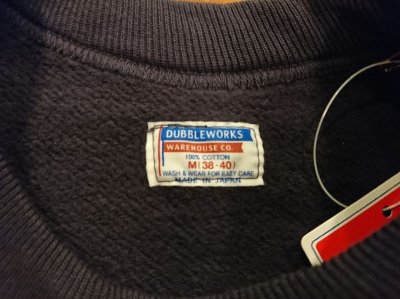 DUBBLEWORKS
WAREHOUSE CO.
100% COTTON
M(38-40)
WASH & WEAR FOR EASY CARE
MADE IN JAPAN